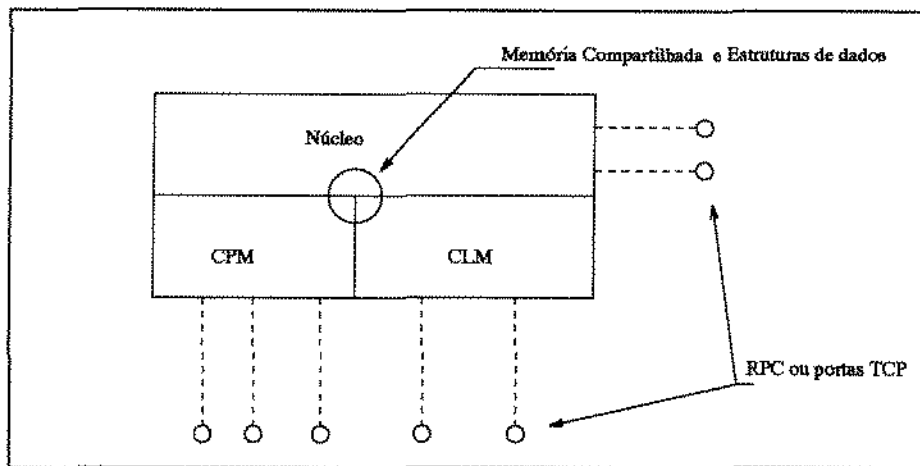 Memória Compartilhada e Estruturas de dados
Núcleo
CPM
CLM
RPC ou portas TCP